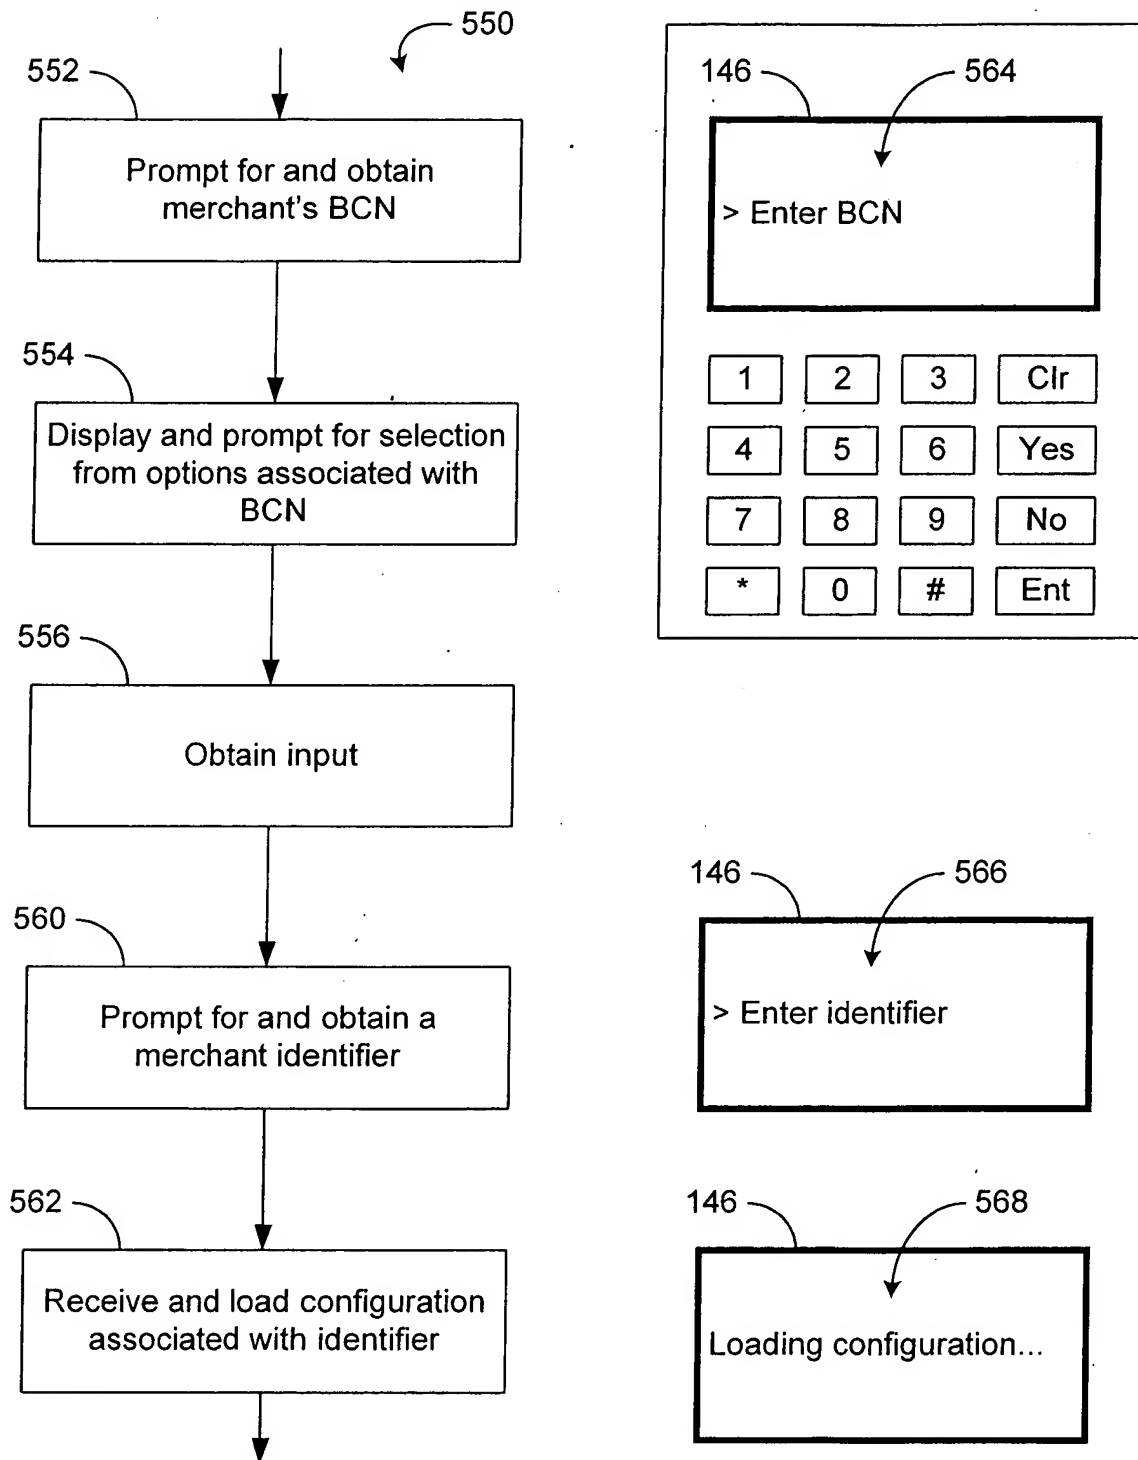 550
552
Prompt for and obtain
merchant's BCN
554
Display and prompt for selection
from options associated with
BCN
556
Obtain input
560
Prompt for and obtain a
merchant identifier
562
Receive and load configuration
associated with identifier
146
564
> Enter BCN
1 2 3 Clr
4 5 6 Yes
7 8 9 No
* 0 # Ent
146
566
> Enter identifier
146
568
Loading configuration...